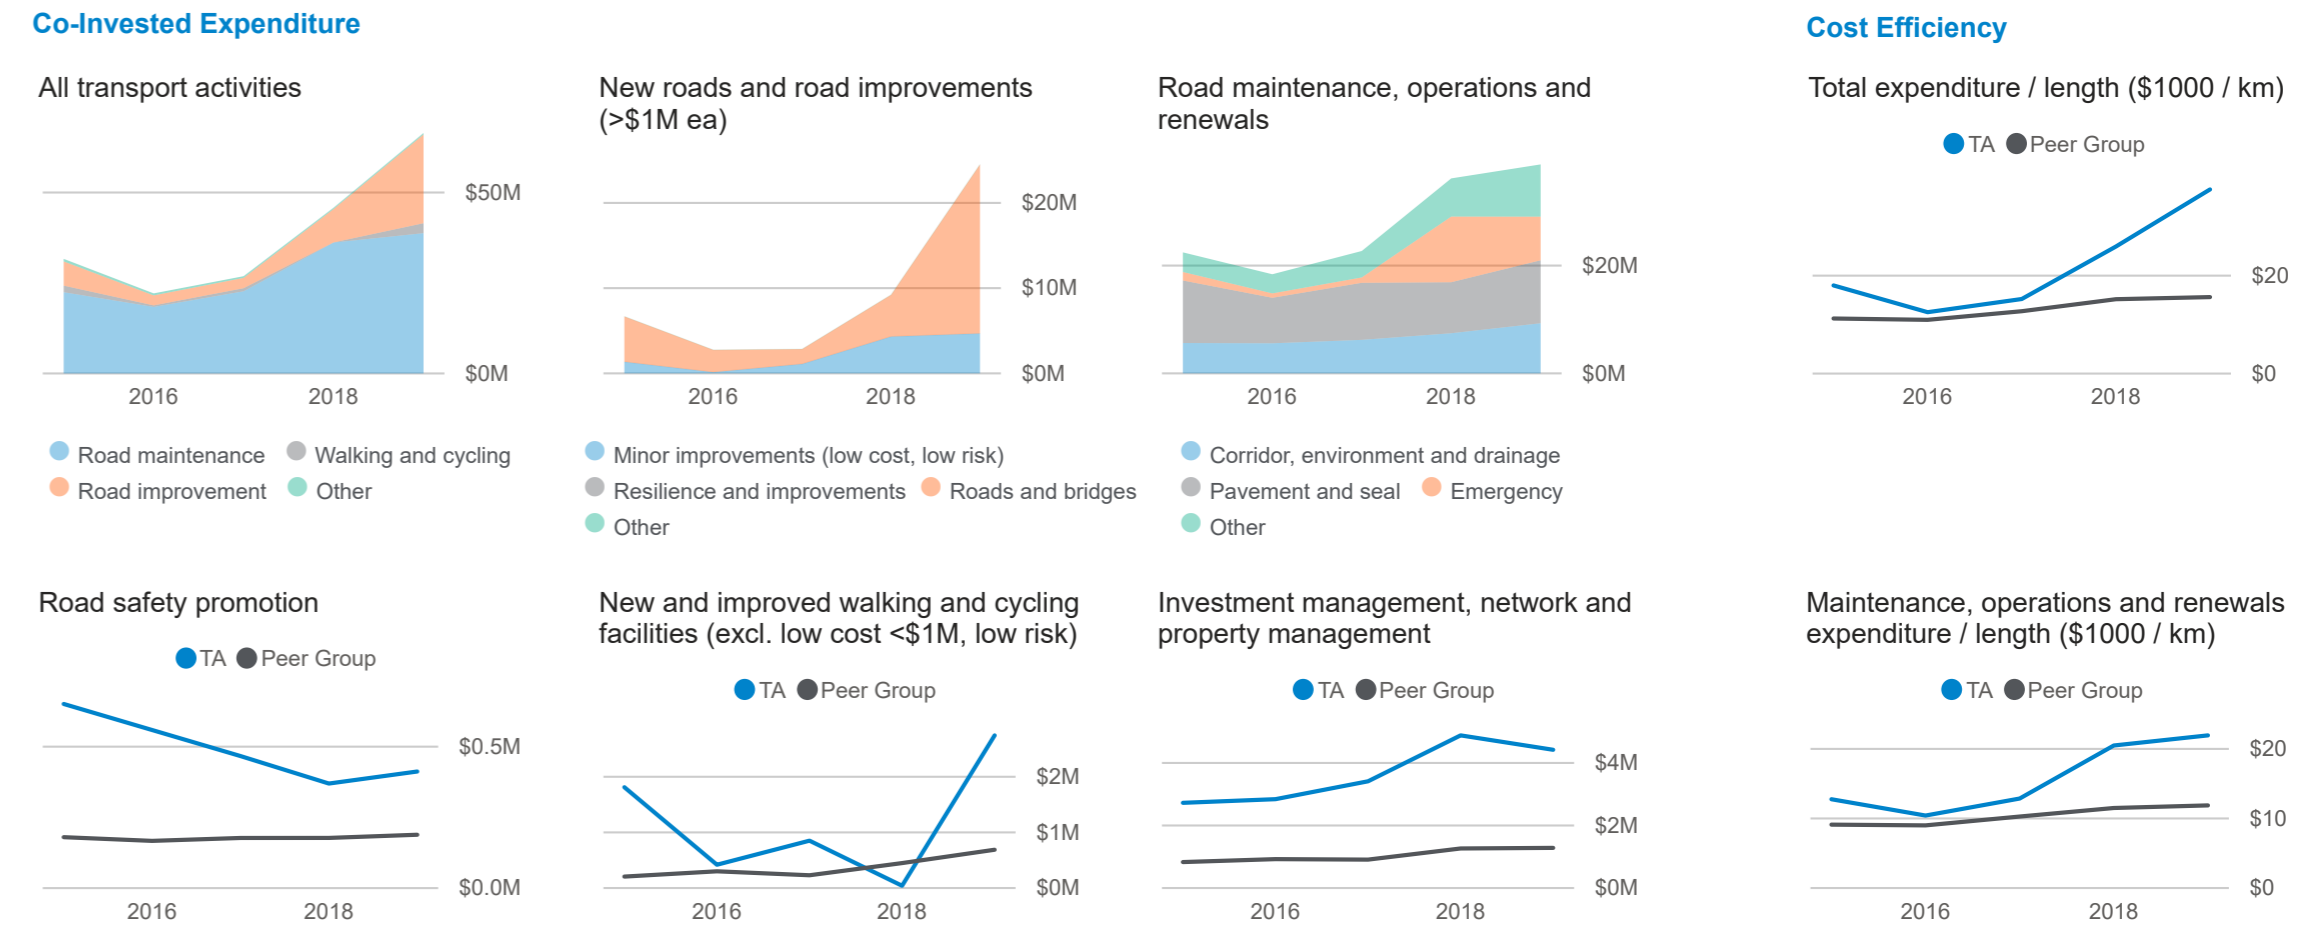 Co-Invested Expenditure
All transport activities
$50M
$0M
2016 2018
Road maintenance Walking and cycling
Road improvement Other
New roads and road improvements
(>$1M ea)
$20M
$10M
$0M
2016 2018
Minor improvements (low cost, low risk)
Resilience and improvements Roads and bridges
Other
Road maintenance, operations and
renewals
$20M
$0M
2016 2018
Corridor, environment and drainage
Pavement and seal Emergency
Other
Cost Efficiency
Total expenditure / length ($1000 / km)
TA Peer Group
$20
$0
2016 2018
Road safety promotion
TA Peer Group
$0.5M
$0.0M
2016 2018
New and improved walking and cycling
facilities (excl. low cost <$1M, low risk)
TA Peer Group
$2M
$1M
$0M
2016 2018
Investment management, network and
property management
TA Peer Group
$4M
$2M
$0M
2016 2018
Maintenance, operations and renewals
expenditure / length ($1000 / km)
TA Peer Group
$20
$10
$0
2016 2018